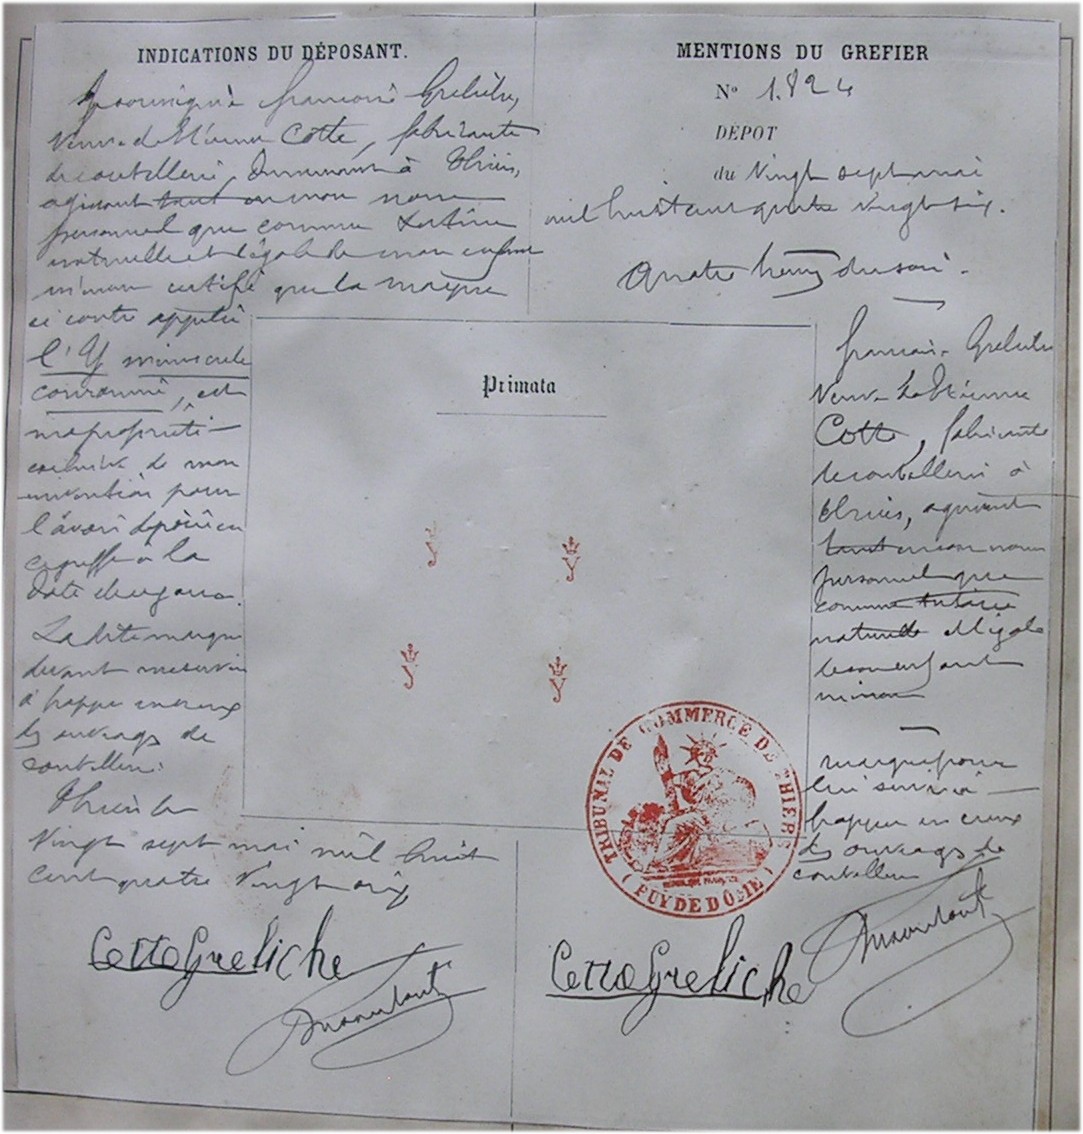 INDICATIONS DU DÉPOSANT.
Je soussignée françoise Greliche,
Veuve de Etienne Cotte, fabricante
de coutellerie, demeurant à Thiers,
agissant tant en mon nom
personnel que comme tutrice
naturelle et légale de mon enfant
mineur certifie que la marque
ci contre appelée
l'Y minuscule
couronné, est
ma propriété
exclusive, de mon
invention pour
l'avoir déposée au
greffe à la
date de ce jour.
La dite marque
devant me servir
à frapper en creux
les ouvrages de
coutellerie.
Thiers le
Vingt sept mai mil huit
cent quatre Vingt six
Cotte Greliche
MENTIONS DU GREFIER
N° 1.824
DÉPOT
du Vingt sept mai
mil huit cent quatre vingt six.
Quatre heures du soir.
françoise Greliche
Veuve de Etienne
Cotte, fabricante
de coutellerie à
Thiers, agissant
tant en son nom
personnel que
comme tutrice
naturelle et légale
de son enfant
mineur
marque pour
lui servir à
frapper en creux
les ouvrages de
coutellerie
Cotte Greliche
Primata
y
y
y
y
TRIBUNAL DE COMMERCE DE THIERS
(PUY DE DÔME)